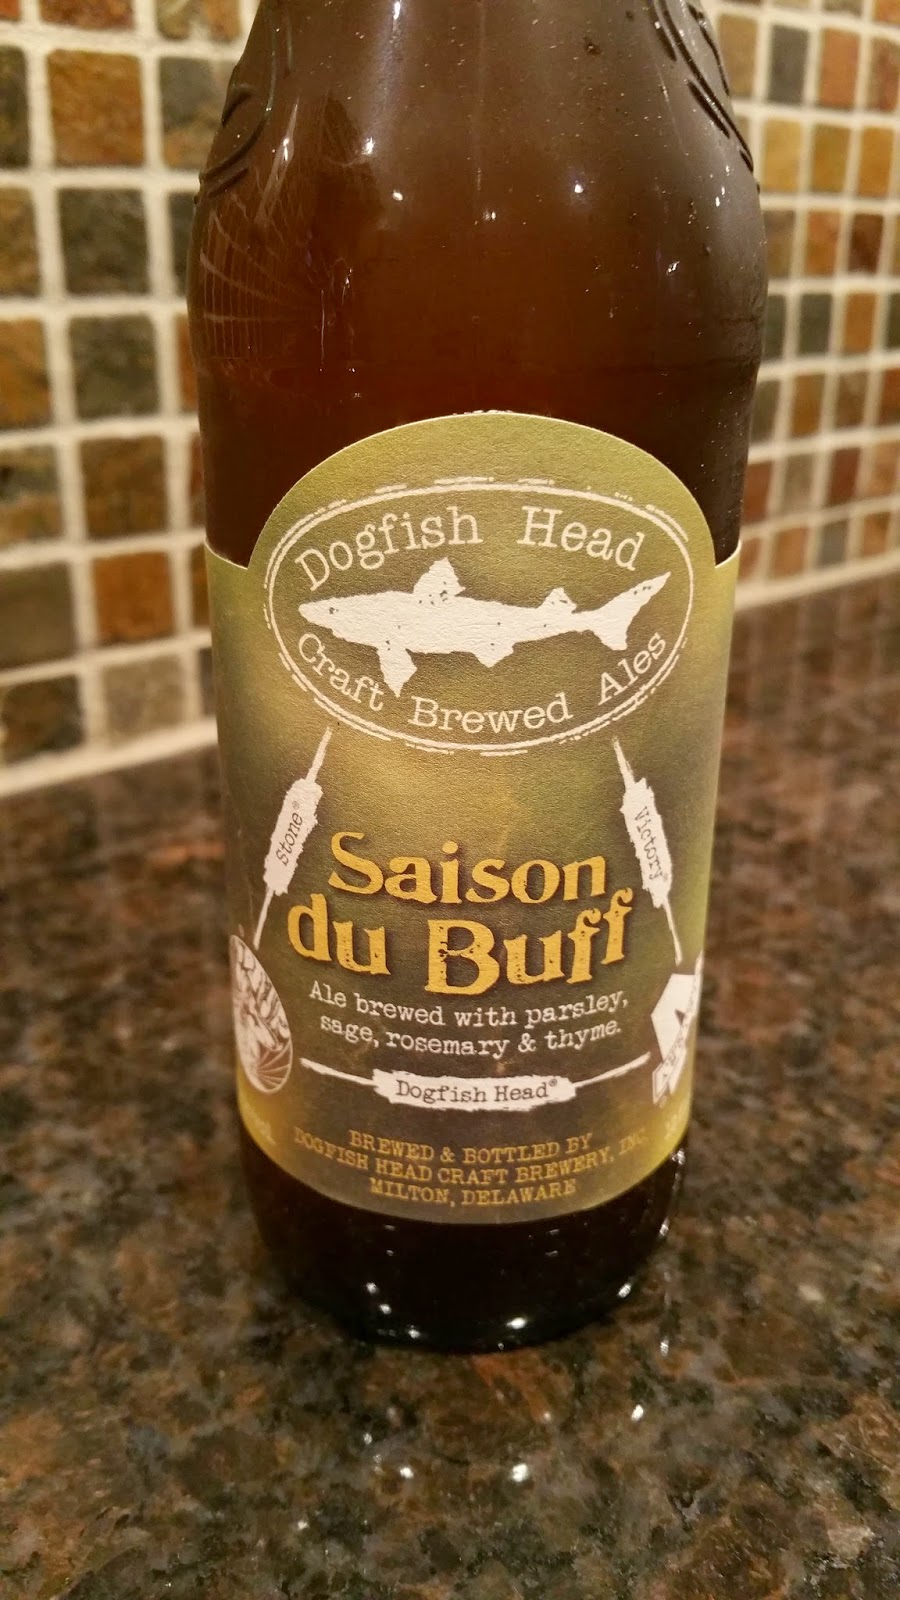 Dogfish Head
Craft Brewed Ales
Stone®
Victory®
Saison
du Buff
Ale brewed with parsley,
sage, rosemary & thyme.
Dogfish Head®
BREWED & BOTTLED BY
DOGFISH HEAD CRAFT BREWERY, INC.
MILTON, DELAWARE